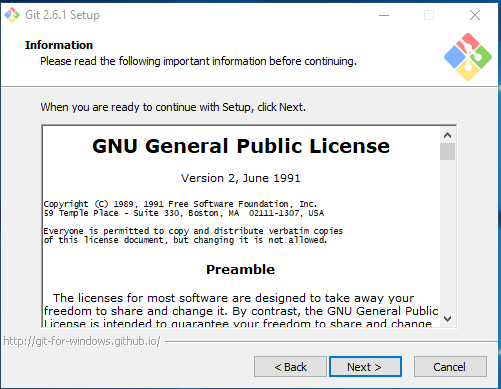 Git 2.6.1 Setup
Information
Please read the following important information before continuing.
When you are ready to continue with Setup, click Next.
GNU General Public License
Version 2, June 1991
Copyright (C) 1989, 1991 Free Software Foundation, Inc.
59 Temple Place - Suite 330, Boston, MA  02111-1307, USA
Everyone is permitted to copy and distribute verbatim copies
of this license document, but changing it is not allowed.
Preamble
The licenses for most software are designed to take away your
freedom to share and change it. By contrast, the GNU General Public
License is intended to guarantee your freedom to share and change
http://git-for-windows.github.io/
< Back
Next >
Cancel